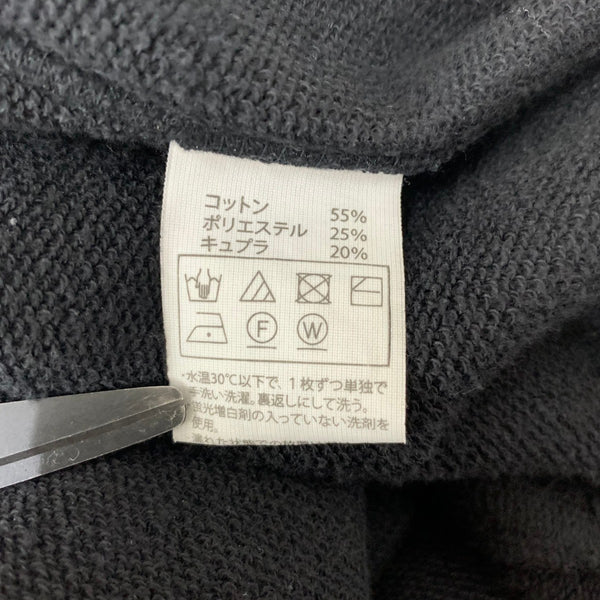 コットン 55%
ポリエステル 25%
キュプラ 20%
F
W
・水温30℃以下で、1枚ずつ単独で
手洗い洗濯。裏返しにして洗う。
蛍光増白剤の入っていない洗剤を
使用。